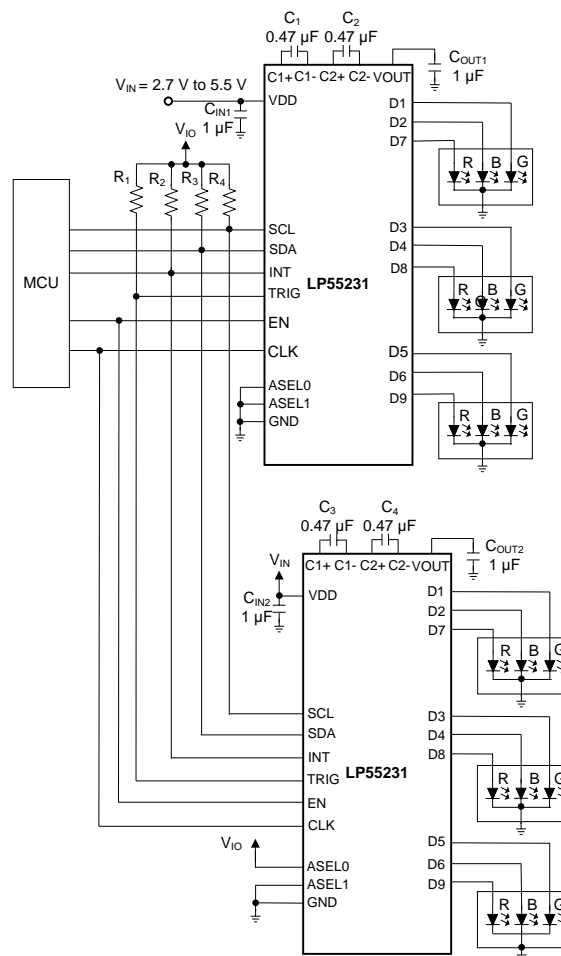 C1 C2
0.47 µF 0.47 µF
COUT1
1 µF
C1+ C1- C2+ C2- VOUT
VIN = 2.7 V to 5.5 V
CIN1
1 µF
VDD
D1
D2
D7
VIO
R B G
R1 R2 R3 R4
MCU
SCL
SDA
INT
TRIG
EN
CLK
LP55231
D3
D4
D8
R B G
D5
D6
D9
ASEL0
ASEL1
GND
R B G
C3 C4
0.47 µF 0.47 µF
COUT2
1 µF
VIN
C1+ C1- C2+ C2- VOUT
CIN2
1 µF
VDD
D1
D2
D7
R B G
SCL
SDA
INT
TRIG
EN
CLK
LP55231
D3
D4
D8
R B G
VIO
D5
D6
D9
ASEL0
ASEL1
GND
R B G